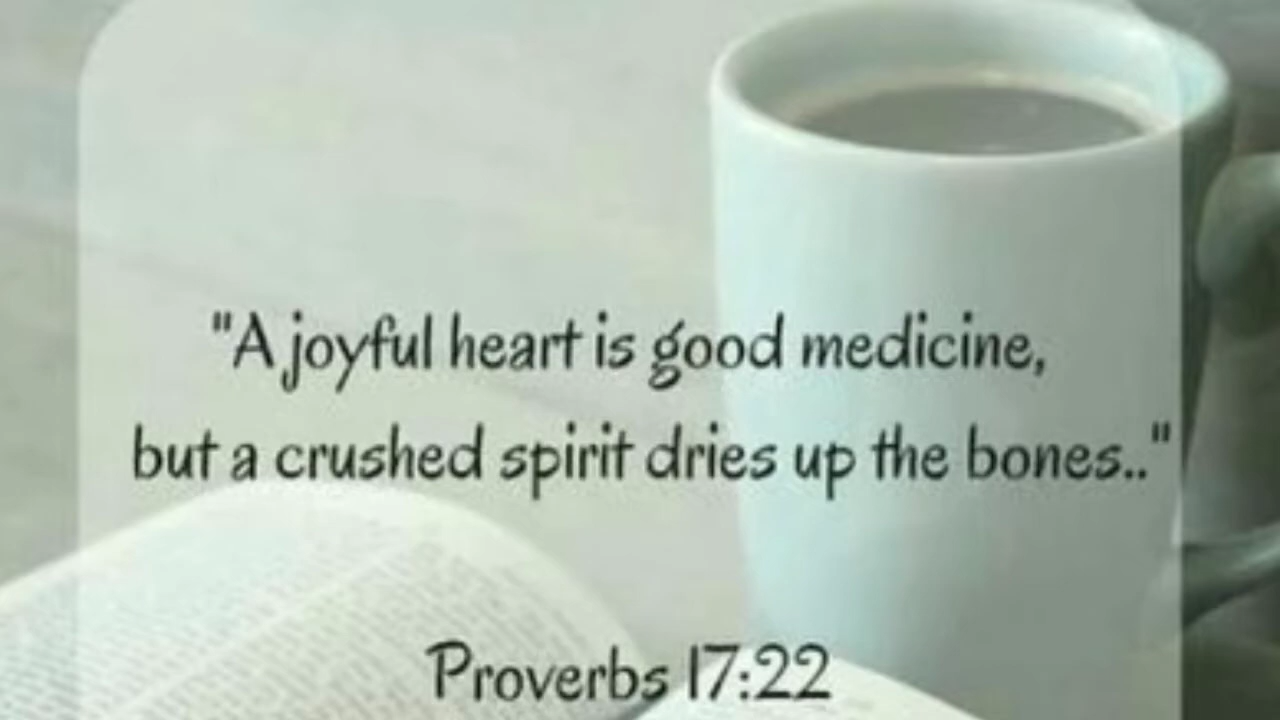 "A joyful heart is good medicine,
but a crushed spirit dries up the bones.."
Proverbs 17:22